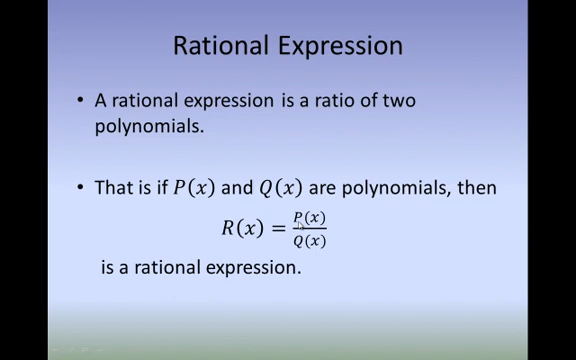 Rational Expression
• A rational expression is a ratio of two
polynomials.
• That is if P(x) and Q(x) are polynomials, then
R(x) = P(x)/Q(x)
is a rational expression.